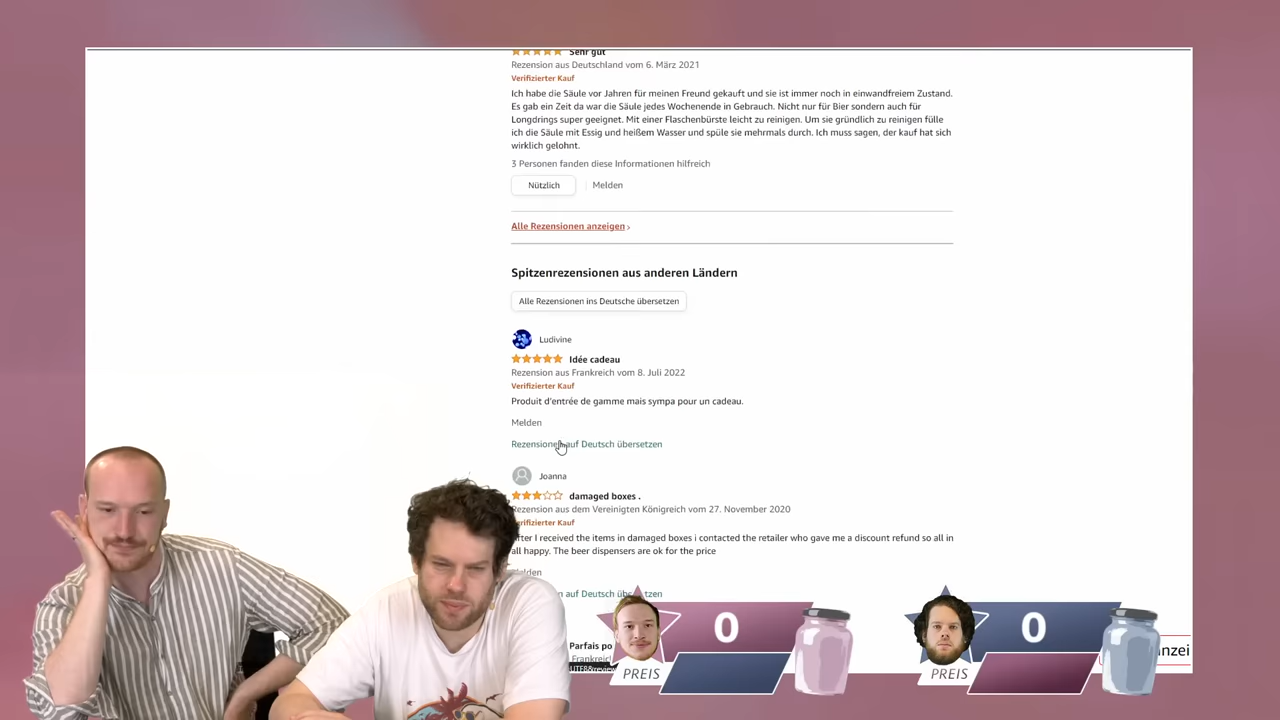 Sehr gut
Rezension aus Deutschland vom 6. März 2021
Verifizierter Kauf
Ich habe die Säule vor Jahren für meinen Freund gekauft und sie ist immer noch in einwandfreiem Zustand.
Es gab ein Zeit da war die Säule jedes Wochenende in Gebrauch. Nicht nur für Bier sondern auch für
Longdrings super geeignet. Mit einer Flaschenbürste leicht zu reinigen. Um sie gründlich zu reinigen fülle
ich die Säule mit Essig und heißem Wasser und spüle sie mehrmals durch. Ich muss sagen, der kauf hat sich
wirklich gelohnt.
3 Personen fanden diese Informationen hilfreich
Nützlich
Melden
Alle Rezensionen anzeigen ›
Spitzenrezensionen aus anderen Ländern
Alle Rezensionen ins Deutsche übersetzen
Ludivine
Idée cadeau
Rezension aus Frankreich vom 8. Juli 2022
Verifizierter Kauf
Produit d'entrée de gamme mais sympa pour un cadeau.
Melden
Rezension auf Deutsch übersetzen
Joanna
damaged boxes .
Rezension aus dem Vereinigten Königreich vom 27. November 2020
Verifizierter Kauf
After I received the items in damaged boxes i contacted the retailer who gave me a discount refund so all in
all happy. The beer dispensers are ok for the price
Melden
auf Deutsch übersetzen
Parfais po
Frankreich
0
PREIS
0
PREIS
nzei